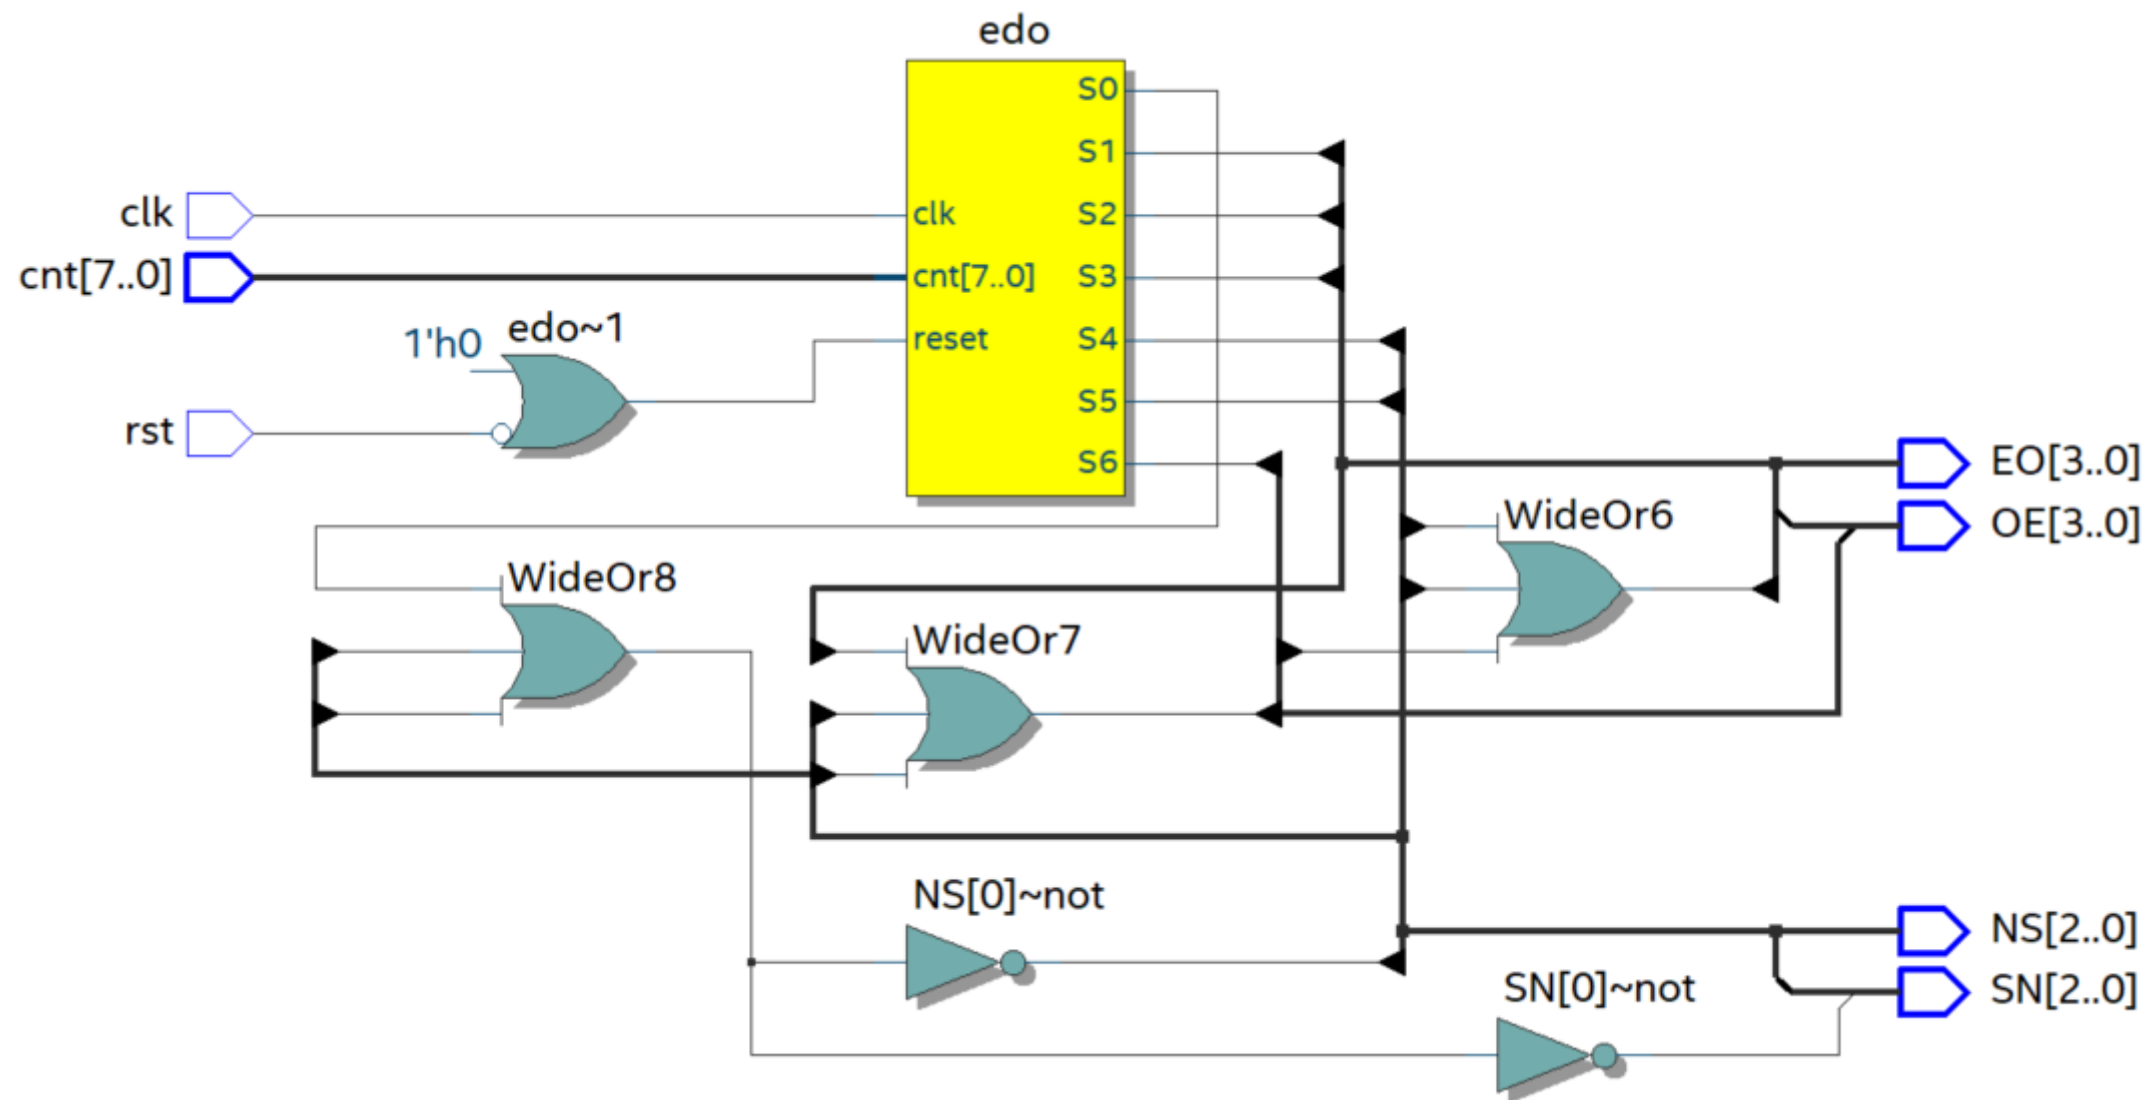 edo
S0
S1
clk
clk
S2
cnt[7..0]
cnt[7..0]
S3
1'h0
edo~1
reset
S4
S5
rst
S6
EO[3..0]
WideOr6
OE[3..0]
WideOr8
WideOr7
NS[0]~not
NS[2..0]
SN[0]~not
SN[2..0]